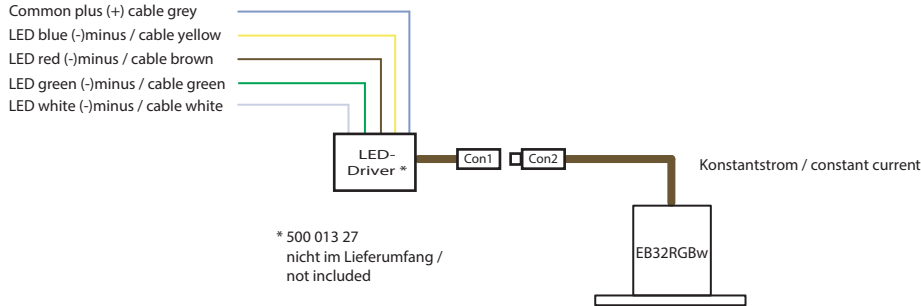 Common plus (+) cable grey
LED blue (-)minus / cable yellow
LED red (-)minus / cable brown
LED green (-)minus / cable green
LED white (-)minus / cable white
LED-
Driver *
Con1
Con2
Konstantstrom / constant current
* 500 013 27
nicht im Lieferumfang /
not included
EB32RGBw